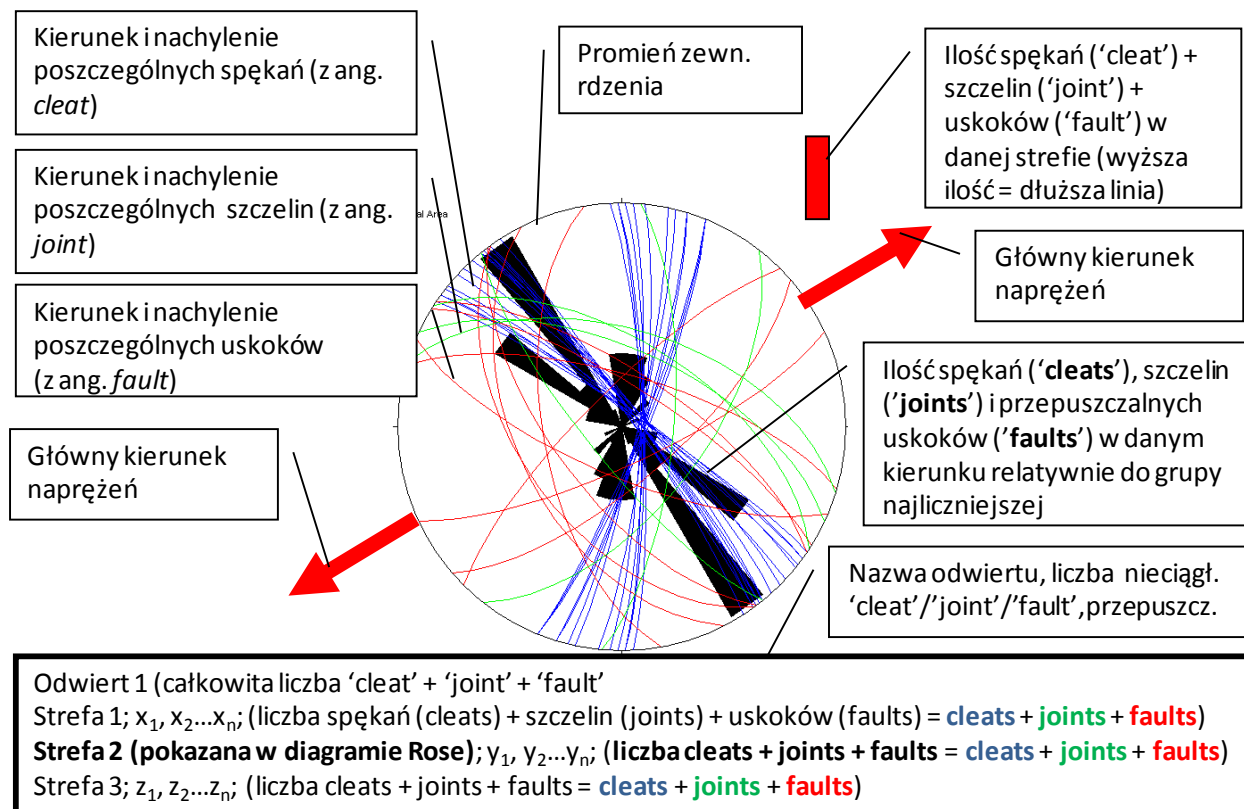 Kierunek i nachylenie
poszczególnych spękań (z ang.
cleat)
Promień zewn.
rdzenia
Ilość spękań (‘cleat’) +
szczelin (‘joint’) +
uskoków (‘fault’) w
danej strefie (wyższa
ilość = dłuższa linia)
Kierunek i nachylenie
poszczególnych szczelin (z ang.
joint)
al Area
Główny kierunek
naprężeń
Kierunek i nachylenie
poszczególnych uskoków
(z ang. fault)
Ilość spękań (‘cleats’), szczelin
(’joints’) i przepuszczalnych
uskoków (’faults’) w danym
kierunku relatywnie do grupy
najliczniejszej
Główny kierunek
naprężeń
Nazwa odwiertu, liczba nieciągł.
‘cleat’/’joint’/’fault’,przepuszcz.
Odwiert 1 (całkowita liczba ‘cleat’ + ‘joint’ + ‘fault’
Strefa 1; x₁, x₂...xₙ; (liczba spękań (cleats) + szczelin (joints) + uskoków (faults) = cleats + joints + faults)
Strefa 2 (pokazana w diagramie Rose); y₁, y₂...yₙ; (liczba cleats + joints + faults = cleats + joints + faults)
Strefa 3; z₁, z₂...zₙ; (liczba cleats + joints + faults = cleats + joints + faults)